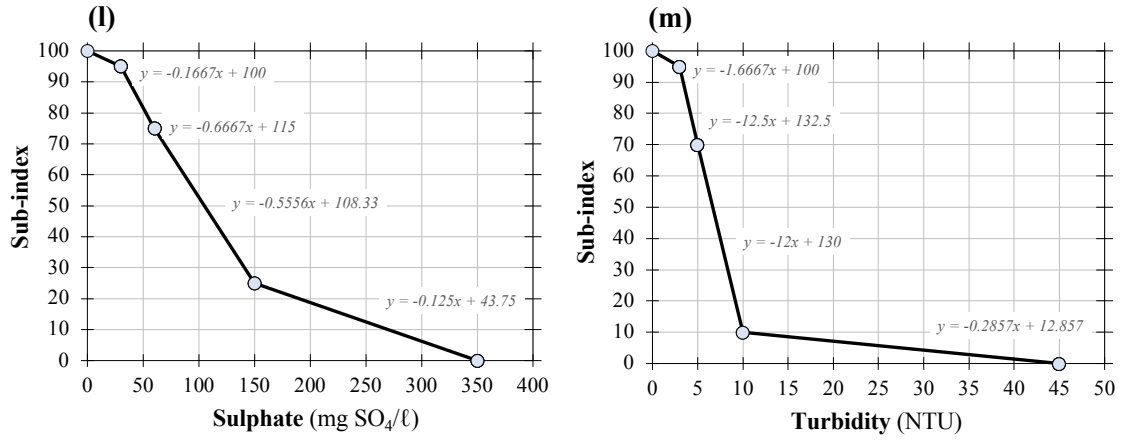 (l)
100
90
80
70
60
50
40
30
20
10
0
Sub-index
y = -0.1667x + 100
y = -0.6667x + 115
y = -0.5556x + 108.33
y = -0.125x + 43.75
0 50 100 150 200 250 300 350 400
Sulphate (mg SO₄/ℓ)
(m)
100
90
80
70
60
50
40
30
20
10
0
Sub-index
y = -1.6667x + 100
y = -12.5x + 132.5
y = -12x + 130
y = -0.2857x + 12.857
0 5 10 15 20 25 30 35 40 45 50
Turbidity (NTU)